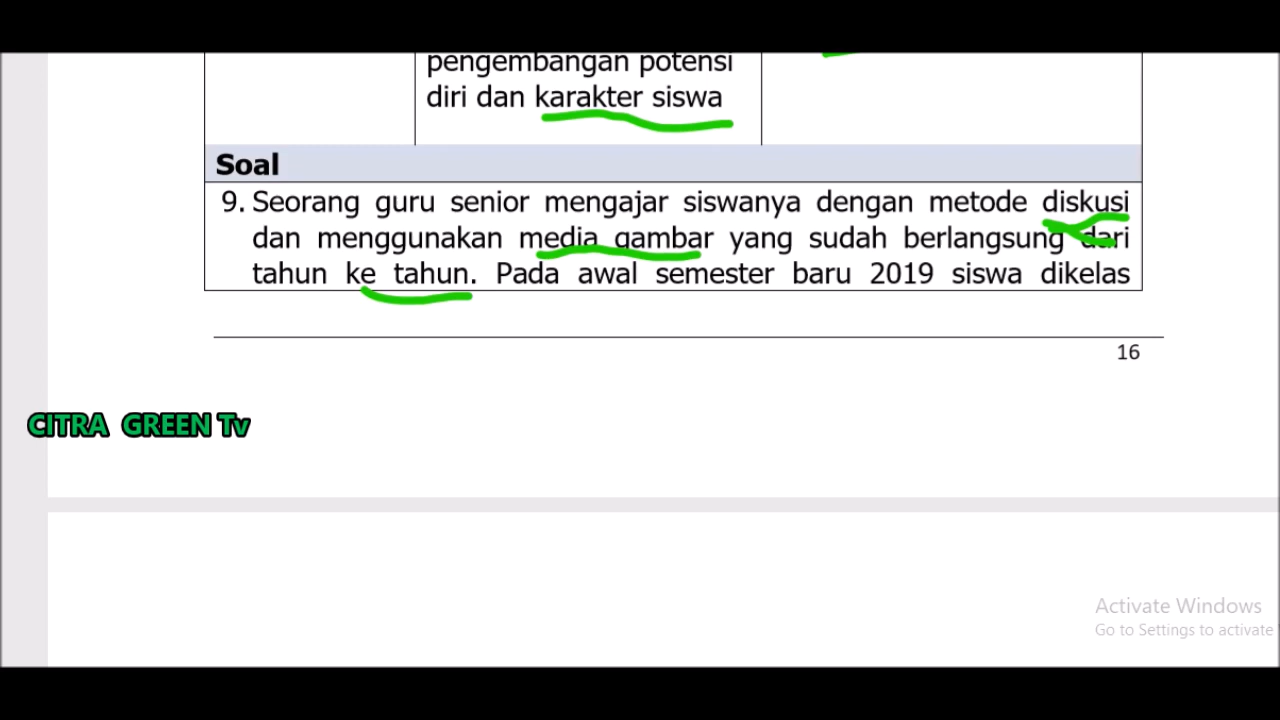 pengembangan potensi
diri dan karakter siswa
Soal
9. Seorang guru senior mengajar siswanya dengan metode diskusi
dan menggunakan media gambar yang sudah berlangsung dari
tahun ke tahun. Pada awal semester baru 2019 siswa dikelas
16
CITRA GREEN Tv
Activate Windows
Go to Settings to activate